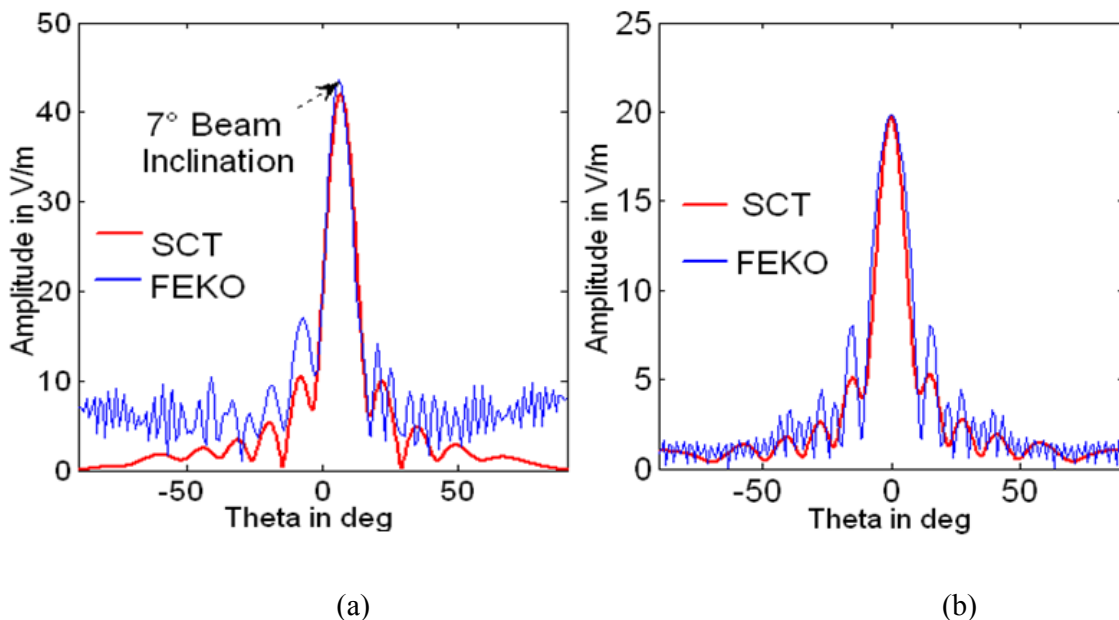 50
40
30
20
10
0
Amplitude in V/m
7° Beam
Inclination
SCT
FEKO
-50 0 50
Theta in deg
(a)
25
20
15
10
5
0
Amplitude in V/m
SCT
FEKO
-50 0 50
Theta in deg
(b)